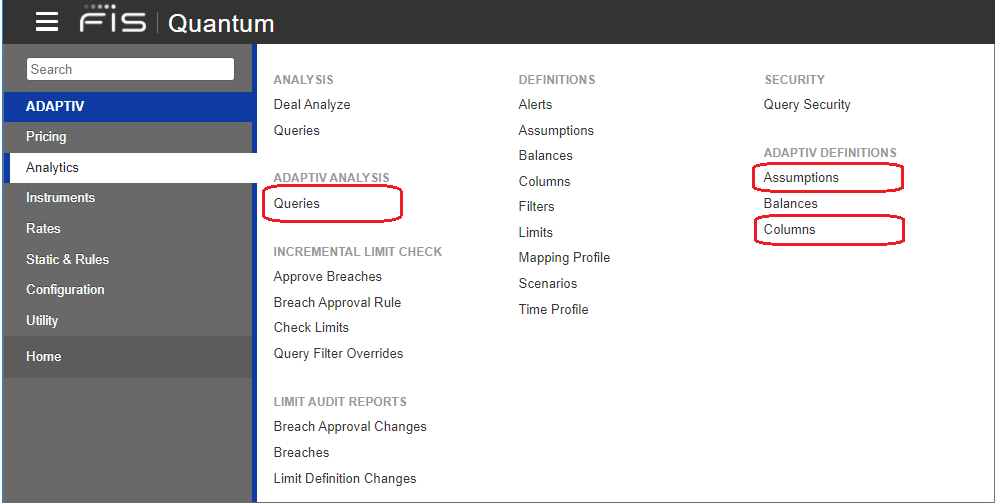 FIS Quantum
Search
ADAPTIV
Pricing
Analytics
Instruments
Rates
Static & Rules
Configuration
Utility
Home
ANALYSIS
Deal Analyze
Queries
ADAPTIV ANALYSIS
Queries
INCREMENTAL LIMIT CHECK
Approve Breaches
Breach Approval Rule
Check Limits
Query Filter Overrides
LIMIT AUDIT REPORTS
Breach Approval Changes
Breaches
Limit Definition Changes
DEFINITIONS
Alerts
Assumptions
Balances
Columns
Filters
Limits
Mapping Profile
Scenarios
Time Profile
SECURITY
Query Security
ADAPTIV DEFINITIONS
Assumptions
Balances
Columns